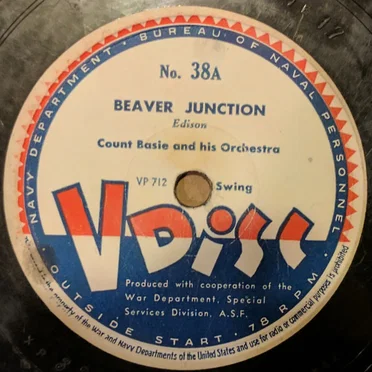 NAVY DEPARTMENT · BUREAU OF NAVAL PERSONNEL
No. 38A
BEAVER JUNCTION
Edison
Count Basie and his Orchestra
VP 712
Swing
V Disc
Produced with cooperation of the
War Department, Special
Services Division, A.S.F.
OUTSIDE START · 78 RPM
the property of the War and Navy Departments of the United States and use for radio or commercial purposes is prohibited